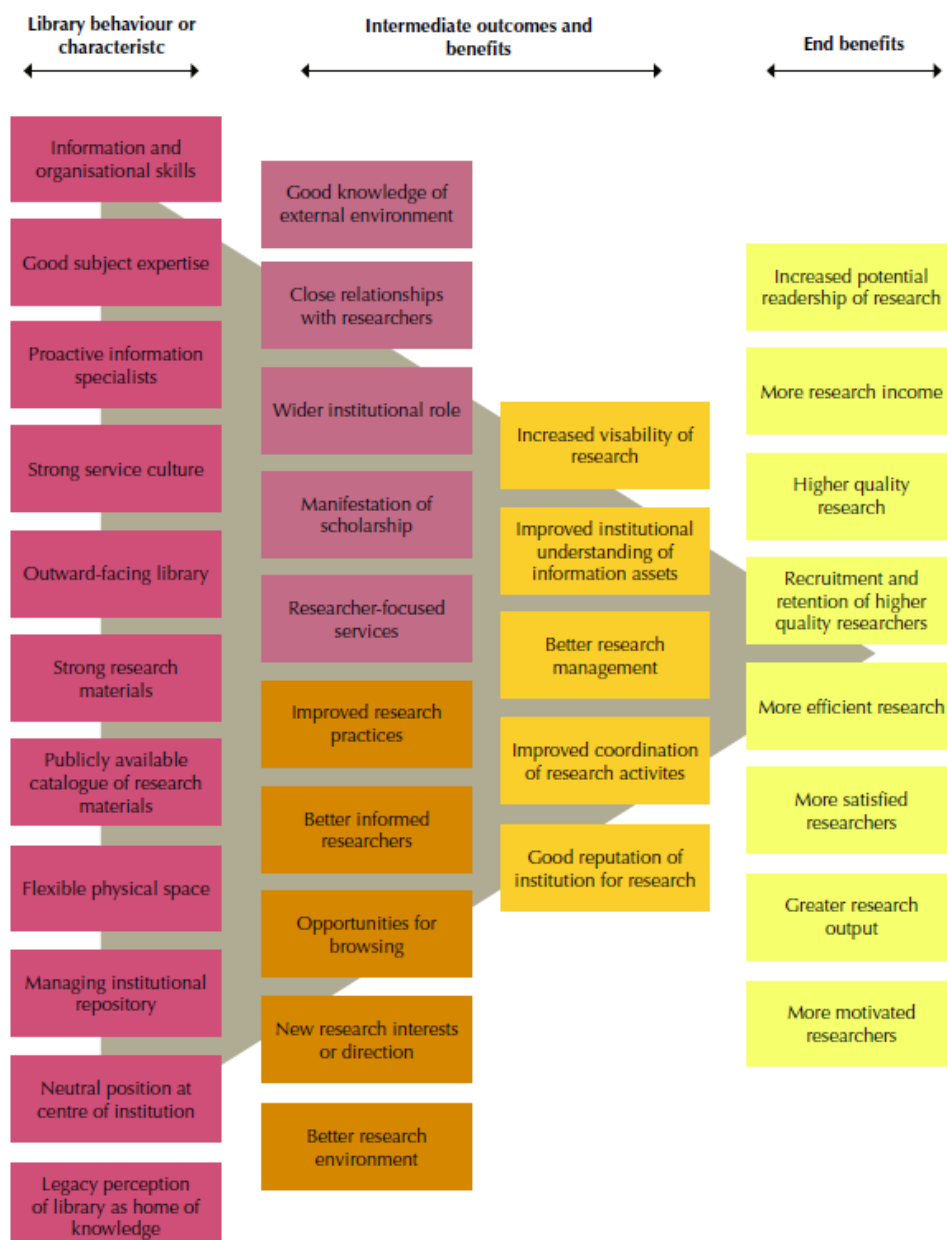 Library behaviour or
characteristc
Intermediate outcomes and
benefits
End benefits
Information and
organisational skills
Good subject expertise
Proactive information
specialists
Strong service culture
Outward-facing library
Strong research
materials
Publicly available
catalogue of research
materials
Flexible physical space
Managing institutional
repository
Neutral position at
centre of institution
Legacy perception
of library as home of
knowledge
Good knowledge of
external environment
Close relationships
with researchers
Wider institutional role
Manifestation of
scholarship
Researcher-focused
services
Improved research
practices
Better informed
researchers
Opportunities for
browsing
New research interests
or direction
Better research
environment
Increased visability of
research
Improved institutional
understanding of
information assets
Better research
management
Improved coordination
of research activites
Good reputation of
institution for research
Increased potential
readership of research
More research income
Higher quality
research
Recruitment and
retention of higher
quality researchers
More efficient research
More satisfied
researchers
Greater research
output
More motivated
researchers